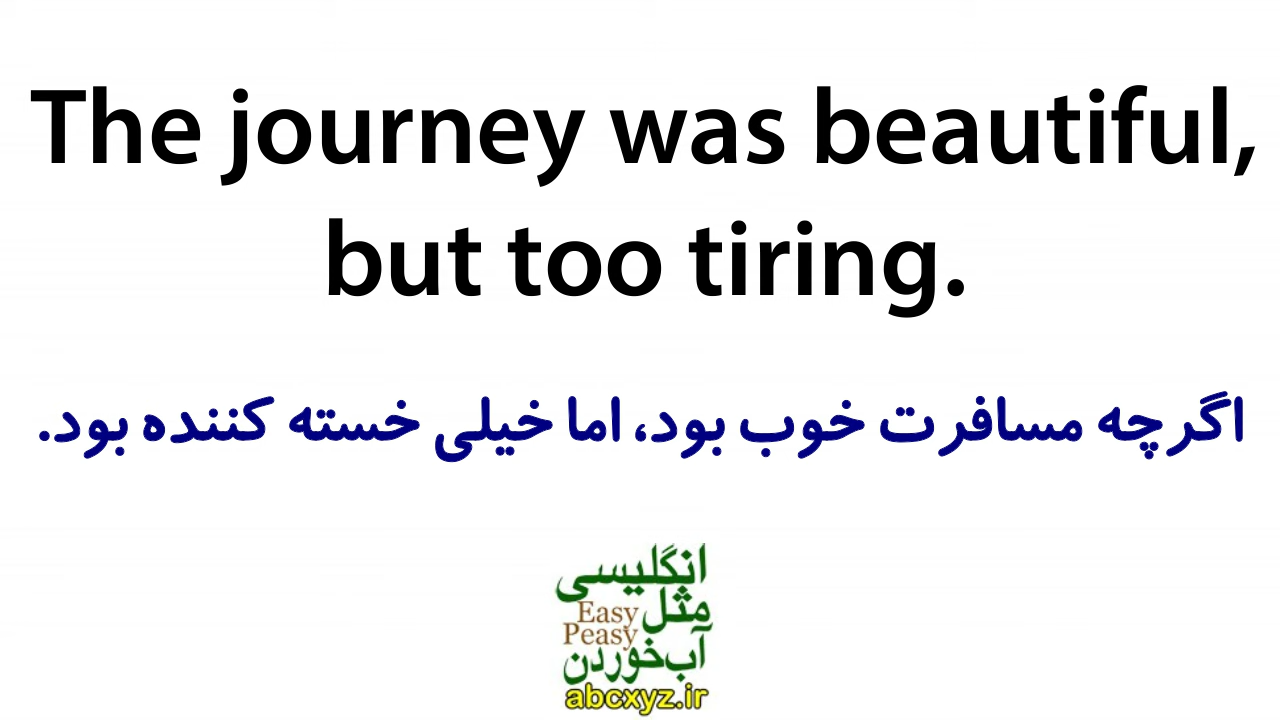 The journey was beautiful,
but too tiring.
اگرچه مسافرت خوب بود، اما خیلی خسته کننده بود.
انگلیسی
مثل
Easy
Peasy
آب‌خوردن
abcxyz.ir